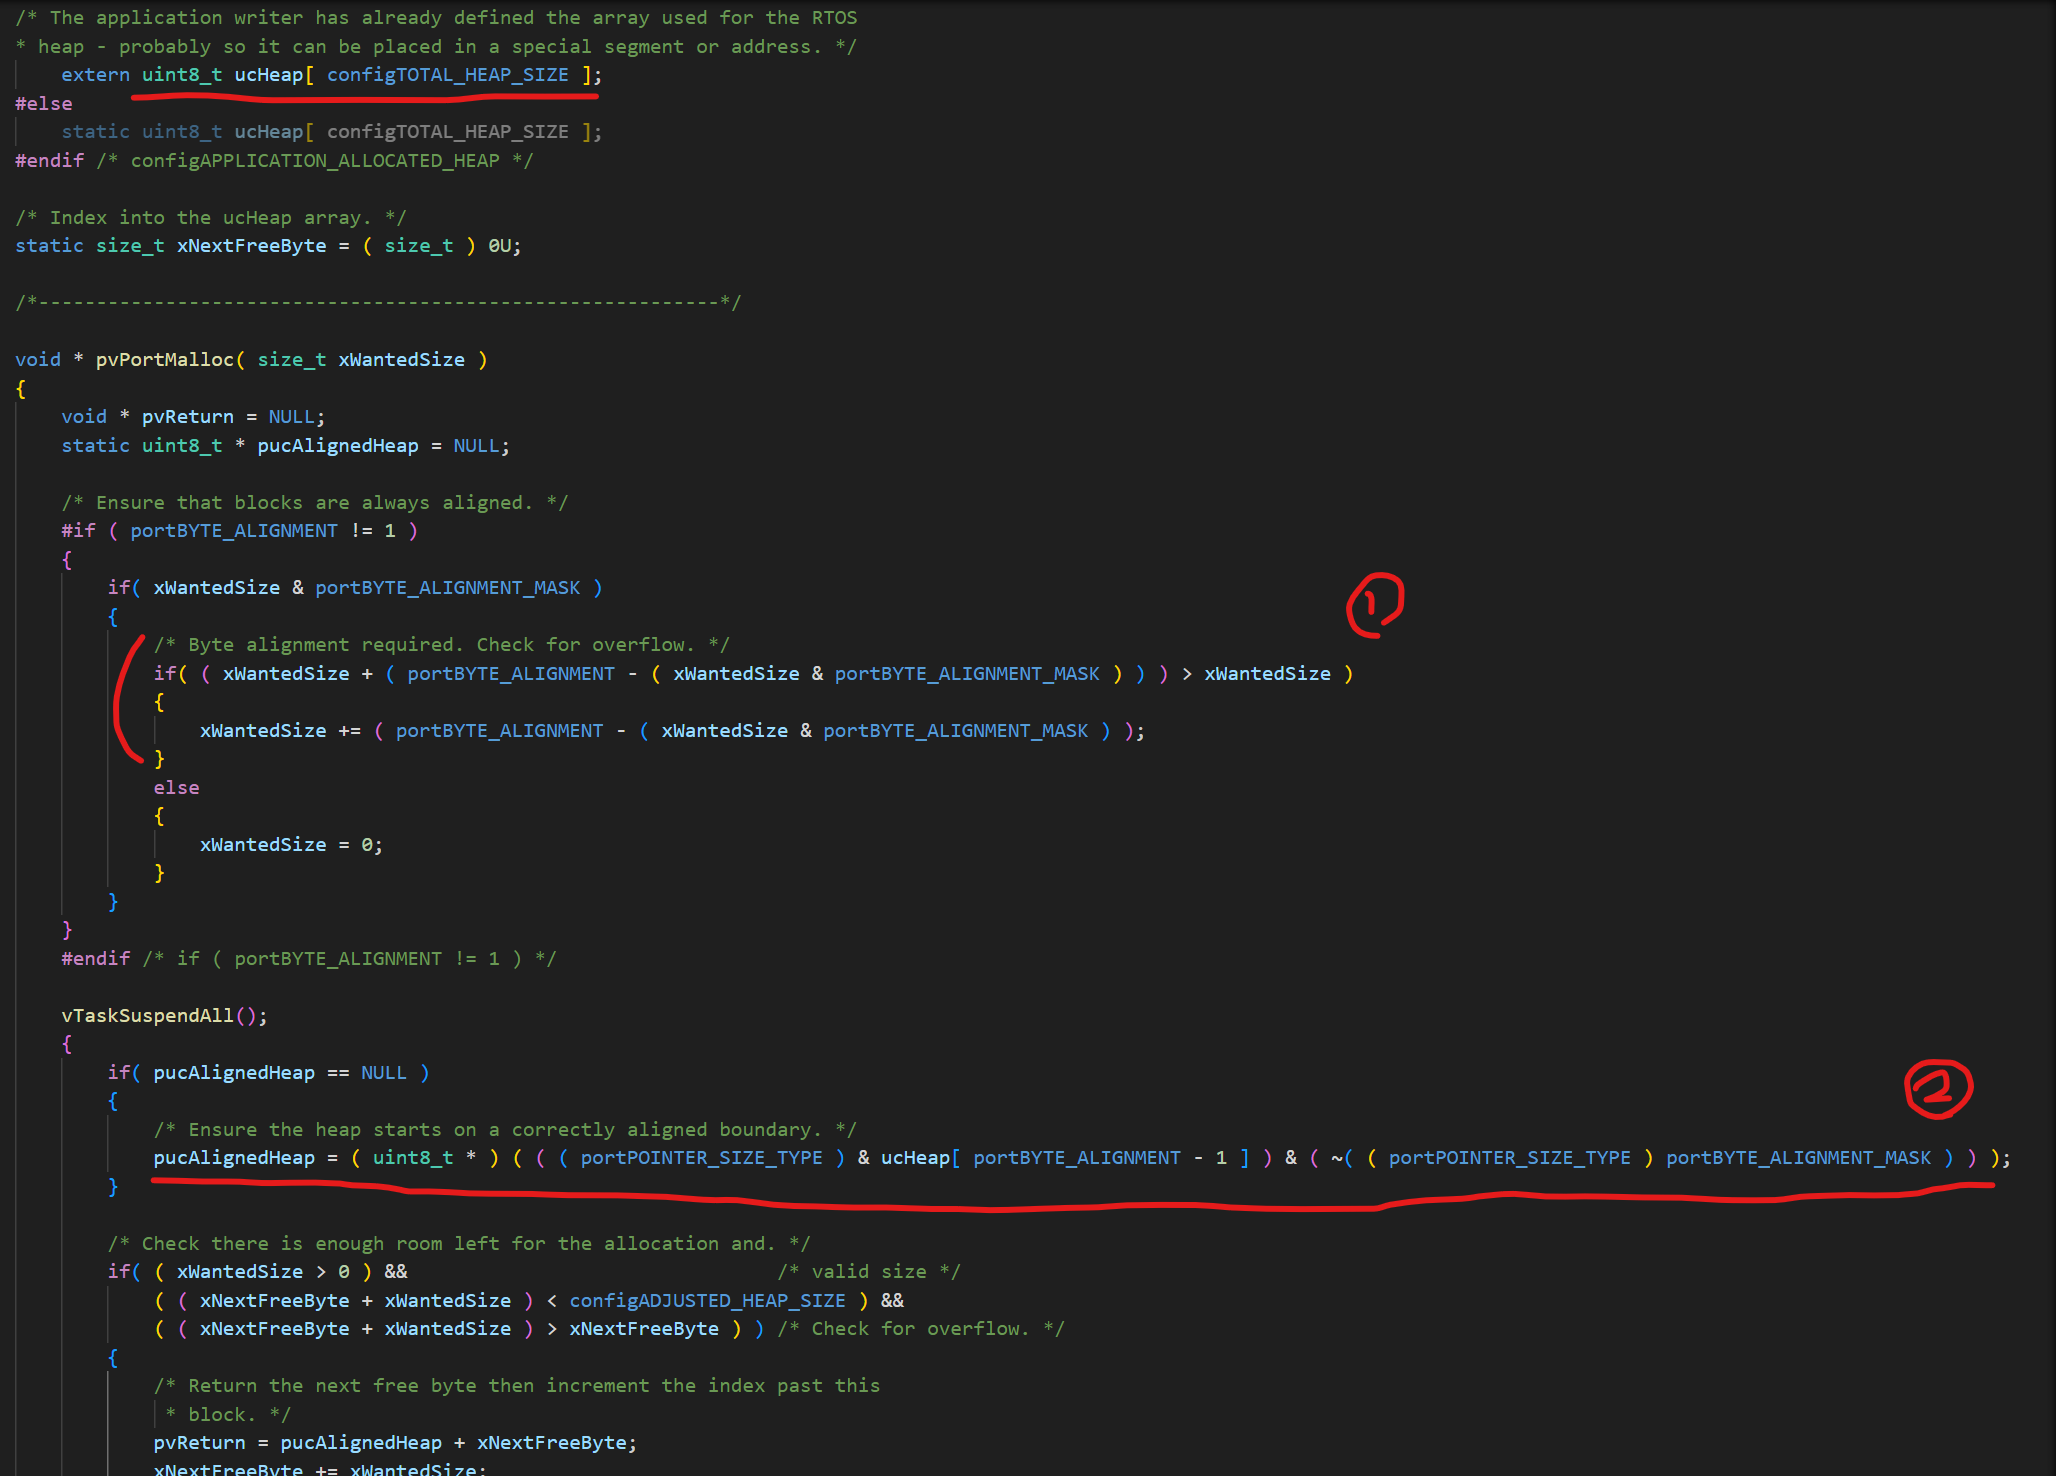 /* The application writer has already defined the array used for the RTOS
* heap - probably so it can be placed in a special segment or address. */
extern uint8_t ucHeap[ configTOTAL_HEAP_SIZE ];
#else
static uint8_t ucHeap[ configTOTAL_HEAP_SIZE ];
#endif /* configAPPLICATION_ALLOCATED_HEAP */
/* Index into the ucHeap array. */
static size_t xNextFreeByte = ( size_t ) 0U;
/*-----------------------------------------------------------*/
void * pvPortMalloc( size_t xWantedSize )
{
void * pvReturn = NULL;
static uint8_t * pucAlignedHeap = NULL;
/* Ensure that blocks are always aligned. */
#if ( portBYTE_ALIGNMENT != 1 )
{
if( xWantedSize & portBYTE_ALIGNMENT_MASK )
1
{
/* Byte alignment required. Check for overflow. */
if( ( xWantedSize + ( portBYTE_ALIGNMENT - ( xWantedSize & portBYTE_ALIGNMENT_MASK ) ) ) > xWantedSize )
{
xWantedSize += ( portBYTE_ALIGNMENT - ( xWantedSize & portBYTE_ALIGNMENT_MASK ) );
}
else
{
xWantedSize = 0;
}
}
}
#endif /* if ( portBYTE_ALIGNMENT != 1 ) */
vTaskSuspendAll();
{
if( pucAlignedHeap == NULL )
2
{
/* Ensure the heap starts on a correctly aligned boundary. */
pucAlignedHeap = ( uint8_t * ) ( ( ( portPOINTER_SIZE_TYPE ) & ucHeap[ portBYTE_ALIGNMENT - 1 ] ) & ( ~( ( portPOINTER_SIZE_TYPE ) portBYTE_ALIGNMENT_MASK ) ) );
}
/* Check there is enough room left for the allocation and. */
if( ( xWantedSize > 0 ) && /* valid size */
( ( xNextFreeByte + xWantedSize ) < configADJUSTED_HEAP_SIZE ) &&
( ( xNextFreeByte + xWantedSize ) > xNextFreeByte ) ) /* Check for overflow. */
{
/* Return the next free byte then increment the index past this
* block. */
pvReturn = pucAlignedHeap + xNextFreeByte;
xNextFreeByte += xWantedSize;